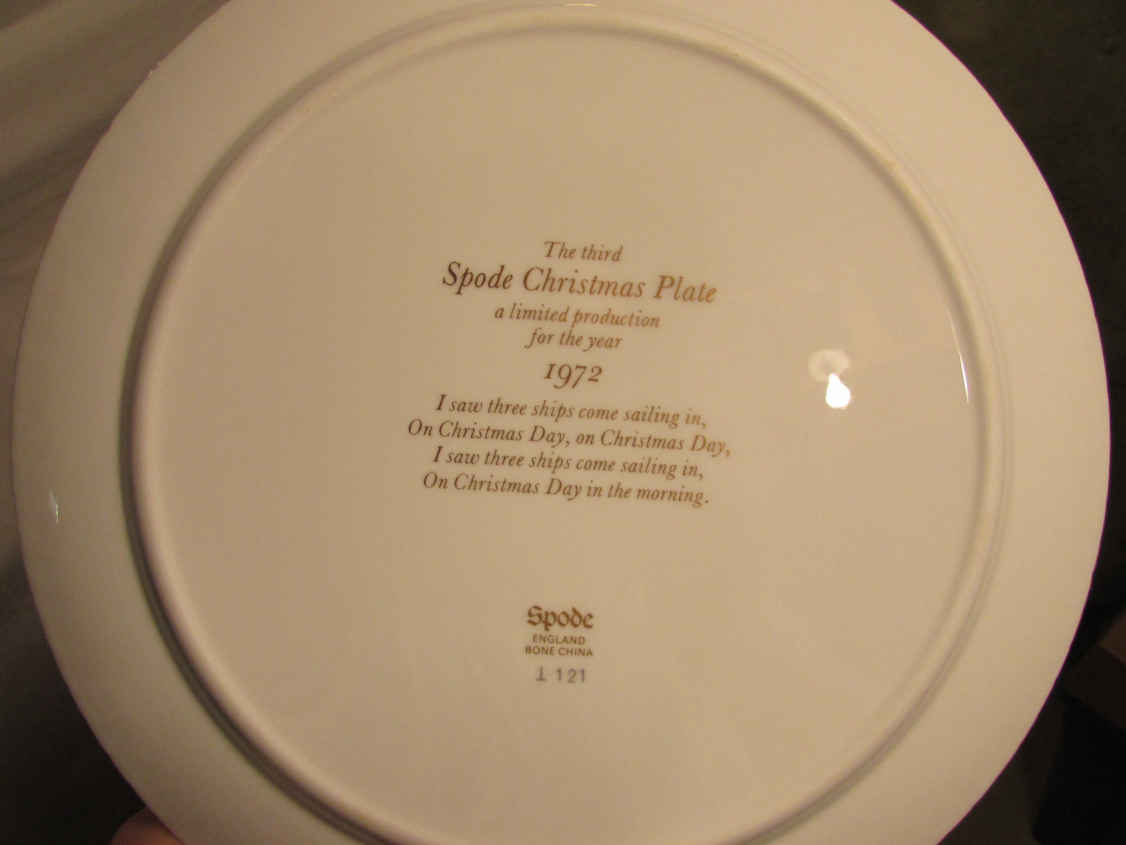 The third
Spode Christmas Plate
a limited production
for the year
1972
I saw three ships come sailing in,
On Christmas Day, on Christmas Day,
I saw three ships come sailing in,
On Christmas Day in the morning.
Spode
ENGLAND
BONE CHINA
121